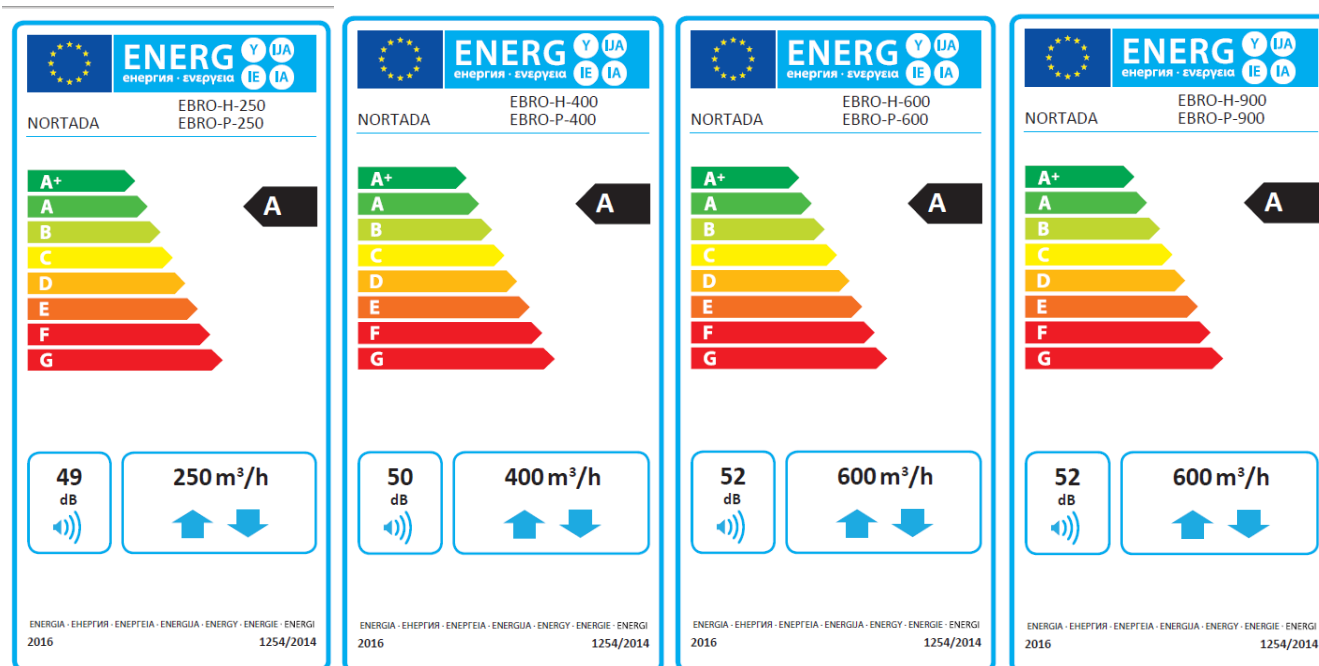 ENERG Y IJA
енергия · ενεργεια IE IA
EBRO-H-250
NORTADA EBRO-P-250
A+
A
B
C
D
E
F
G
A
49
dB
250 m³/h
ENERGIA · ЕНЕРГИЯ · ΕΝΕΡΓΕΙΑ · ENERGIJA · ENERGY · ENERGIE · ENERGI
2016 1254/2014
ENERG Y IJA
енергия · ενεργεια IE IA
EBRO-H-400
NORTADA EBRO-P-400
A+
A
B
C
D
E
F
G
A
50
dB
400 m³/h
ENERGIA · ЕНЕРГИЯ · ΕΝΕΡΓΕΙΑ · ENERGIJA · ENERGY · ENERGIE · ENERGI
2016 1254/2014
ENERG Y IJA
енергия · ενεργεια IE IA
EBRO-H-600
NORTADA EBRO-P-600
A+
A
B
C
D
E
F
G
A
52
dB
600 m³/h
ENERGIA · ЕНЕРГИЯ · ΕΝΕΡΓΕΙΑ · ENERGIJA · ENERGY · ENERGIE · ENERGI
2016 1254/2014
ENERG Y IJA
енергия · ενεργεια IE IA
EBRO-H-900
NORTADA EBRO-P-900
A+
A
B
C
D
E
F
G
A
52
dB
600 m³/h
ENERGIA · ЕНЕРГИЯ · ΕΝΕΡΓΕΙΑ · ENERGIJA · ENERGY · ENERGIE · ENERGI
2016 1254/2014